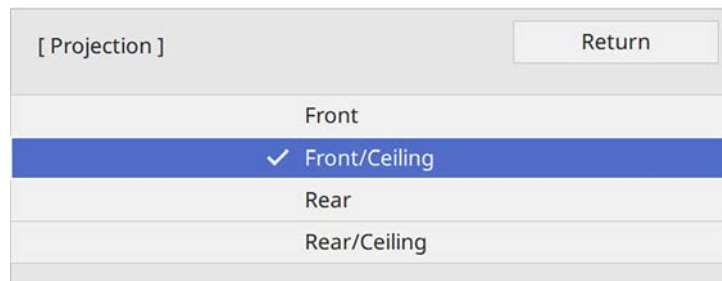 [ Projection ]
Return
Front
Front/Ceiling
Rear
Rear/Ceiling